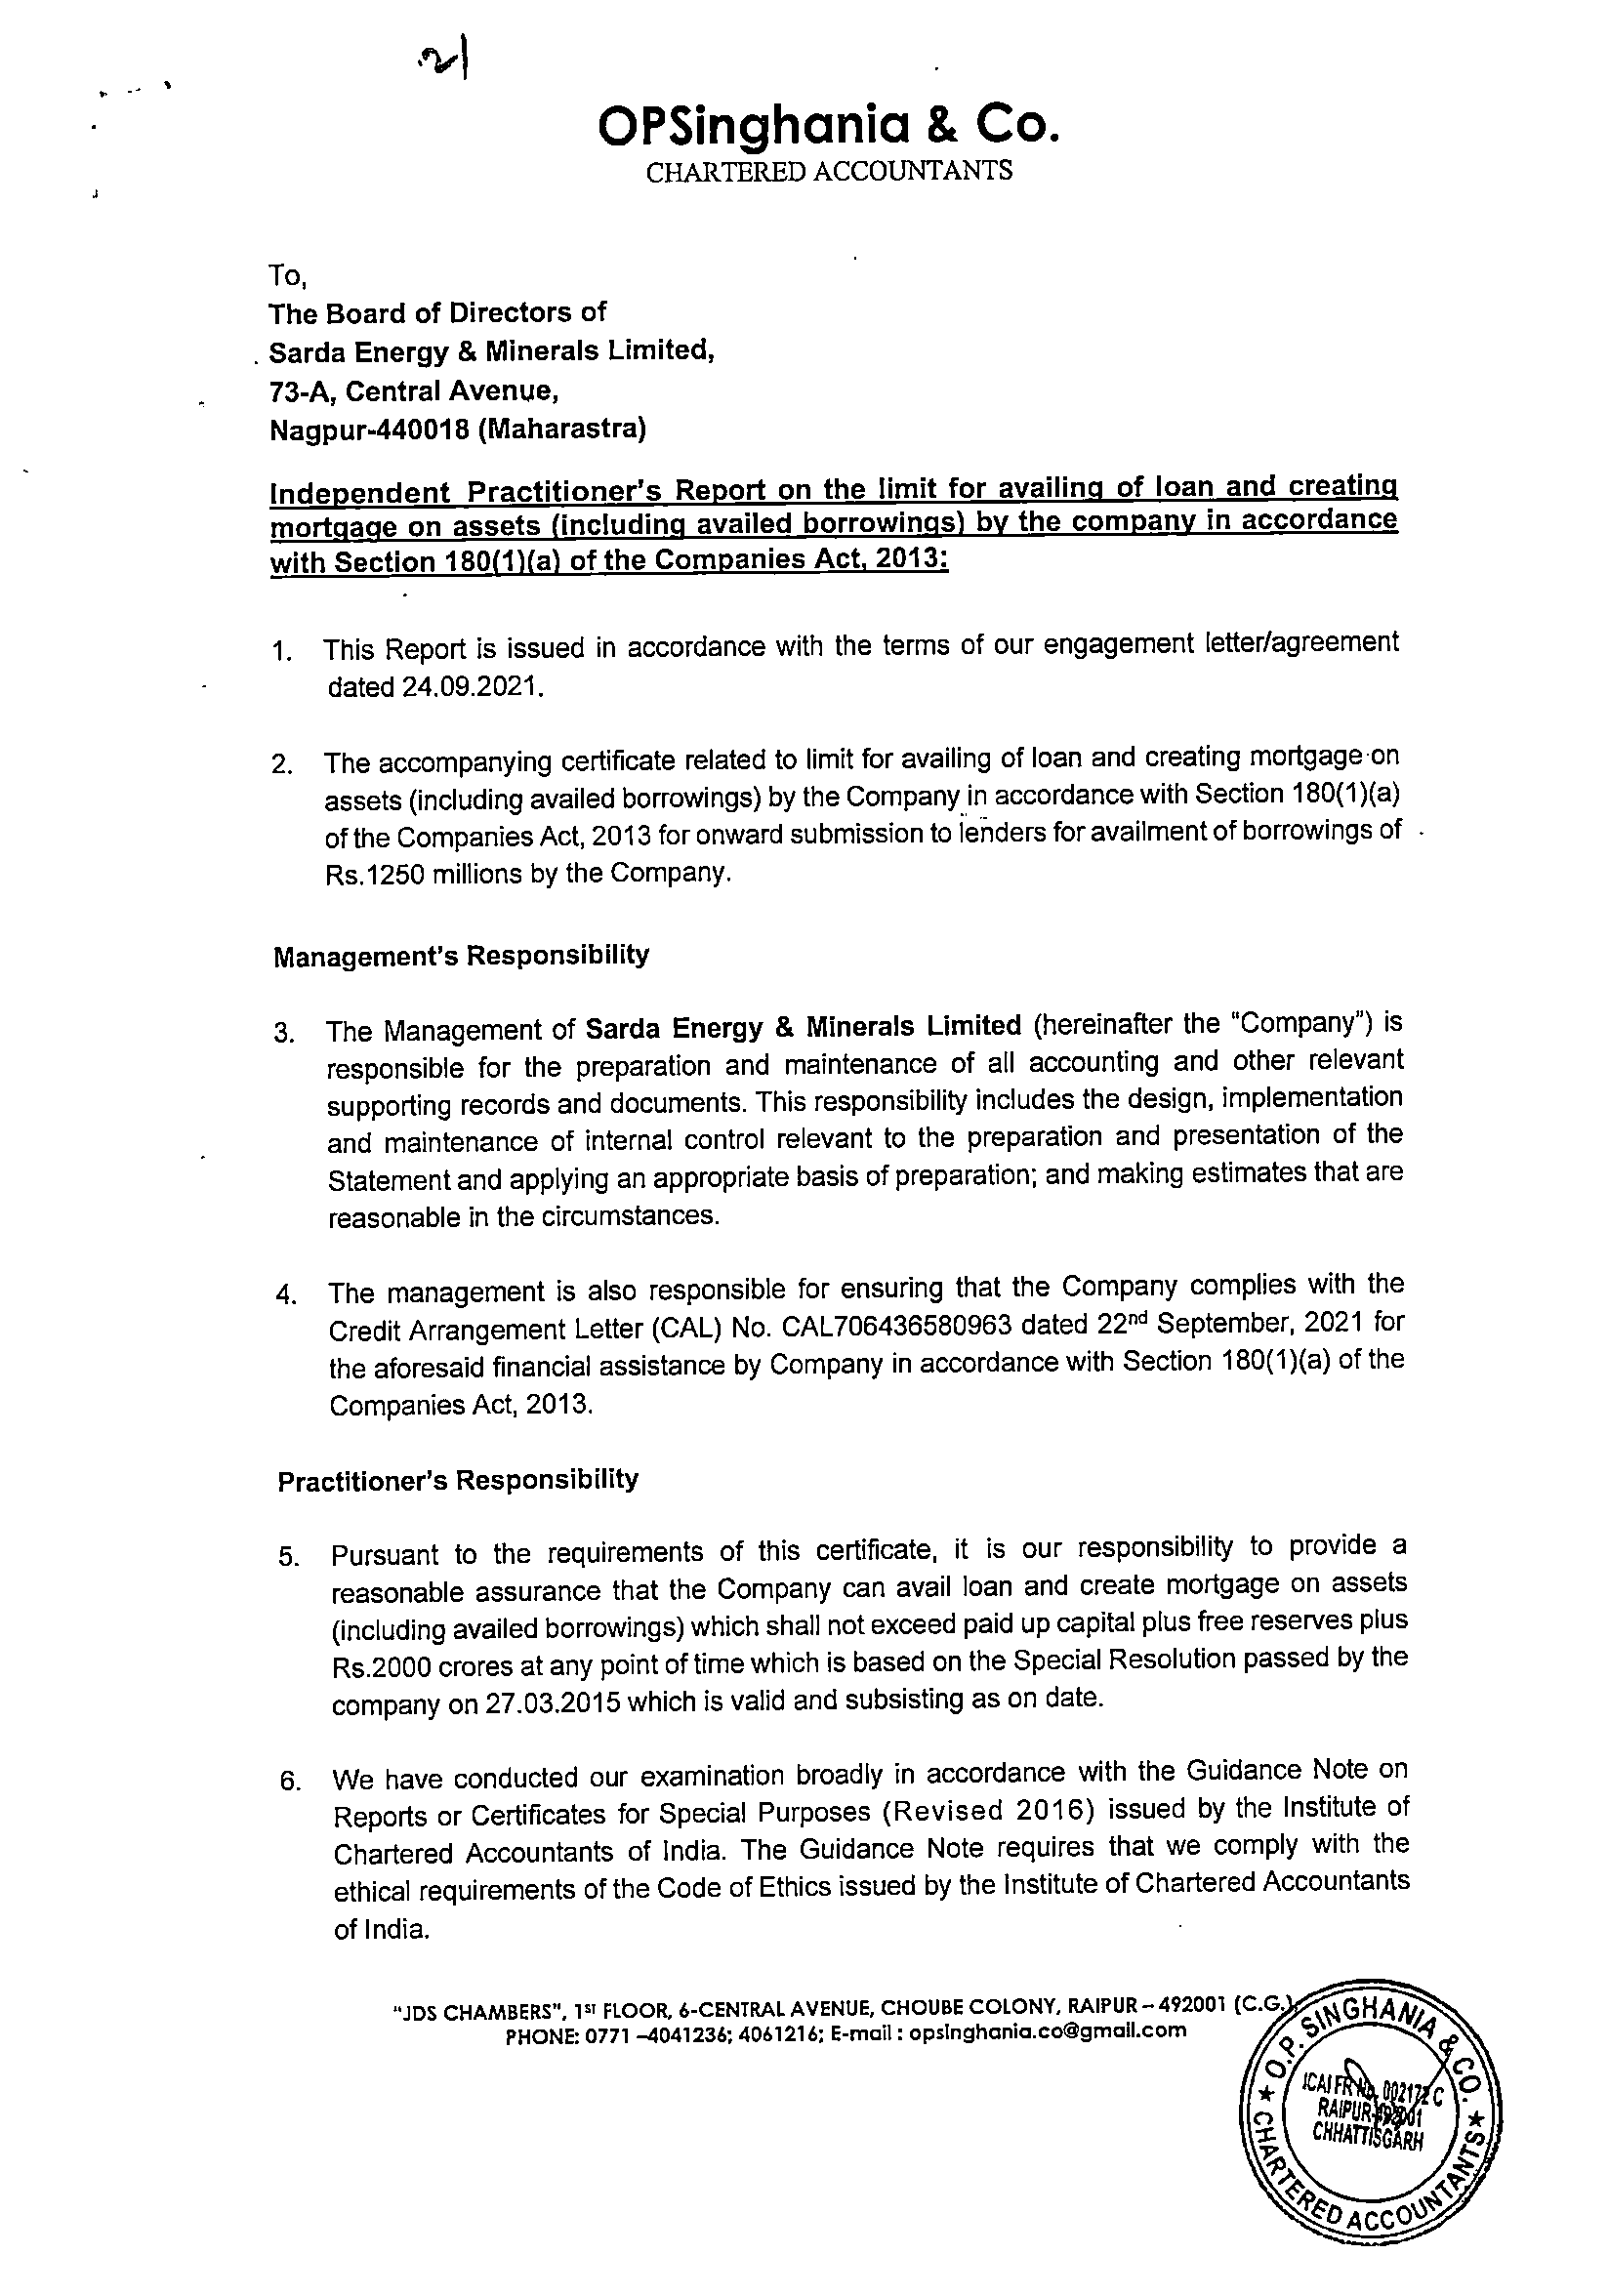 21
OPSinghania & Co.
CHARTERED ACCOUNTANTS
To,
The Board of Directors of
Sarda Energy & Minerals Limited,
73-A, Central Avenue,
Nagpur-440018 (Maharastra)
Independent Practitioner's Report on the limit for availing of loan and creating
mortgage on assets (including availed borrowings) by the company in accordance
with Section 180(1)(a) of the Companies Act, 2013:
1. This Report is issued in accordance with the terms of our engagement letter/agreement
dated 24.09.2021.
2. The accompanying certificate related to limit for availing of loan and creating mortgage on
assets (including availed borrowings) by the Company in accordance with Section 180(1)(a)
of the Companies Act, 2013 for onward submission to lenders for availment of borrowings of
Rs.1250 millions by the Company.
Management's Responsibility
3. The Management of Sarda Energy & Minerals Limited (hereinafter the "Company") is
responsible for the preparation and maintenance of all accounting and other relevant
supporting records and documents. This responsibility includes the design, implementation
and maintenance of internal control relevant to the preparation and presentation of the
Statement and applying an appropriate basis of preparation; and making estimates that are
reasonable in the circumstances.
4. The management is also responsible for ensuring that the Company complies with the
Credit Arrangement Letter (CAL) No. CAL706436580963 dated 22nd September, 2021 for
the aforesaid financial assistance by Company in accordance with Section 180(1)(a) of the
Companies Act, 2013.
Practitioner's Responsibility
5. Pursuant to the requirements of this certificate, it is our responsibility to provide a
reasonable assurance that the Company can avail loan and create mortgage on assets
(including availed borrowings) which shall not exceed paid up capital plus free reserves plus
Rs.2000 crores at any point of time which is based on the Special Resolution passed by the
company on 27.03.2015 which is valid and subsisting as on date.
6. We have conducted our examination broadly in accordance with the Guidance Note on
Reports or Certificates for Special Purposes (Revised 2016) issued by the Institute of
Chartered Accountants of India. The Guidance Note requires that we comply with the
ethical requirements of the Code of Ethics issued by the Institute of Chartered Accountants
of India.
"JDS CHAMBERS", 1ST FLOOR, 6-CENTRAL AVENUE, CHOUBE COLONY, RAIPUR – 492001 (C.G.)
PHONE: 0771 –4041236; 4061216; E-mail : opsinghania.co@gmail.com
★ O.P. SINGHANIA & CO. ★
ICAI FR No. 002172C
RAIPUR-492001
CHHATTISGARH
CHARTERED ACCOUNTANTS